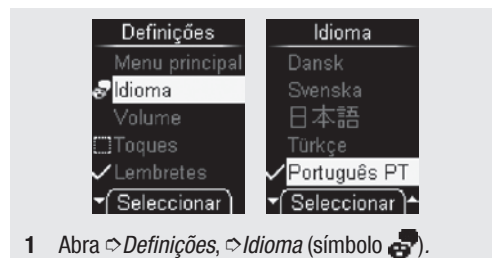 Definições
Menu principal
Idioma
Volume
Toques
Lembretes
Seleccionar
Idioma
Dansk
Svenska
日本語
Türkçe
Português PT
Seleccionar
1 Abra ➪Definições, ➪Idioma (símbolo ).